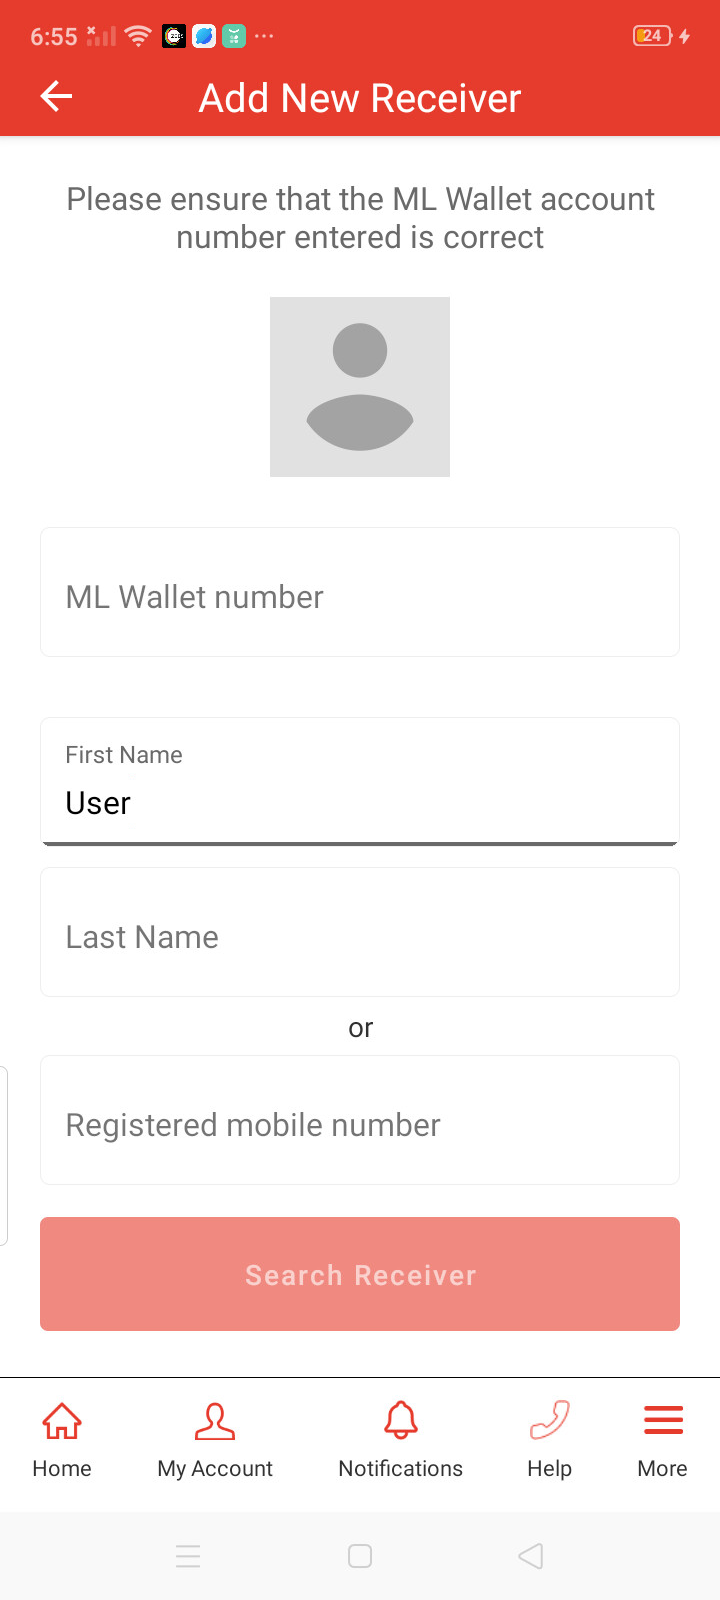 6:55
24
Add New Receiver
Please ensure that the ML Wallet account
number entered is correct
ML Wallet number
First Name
User
Last Name
or
Registered mobile number
Search Receiver
Home
My Account
Notifications
Help
More